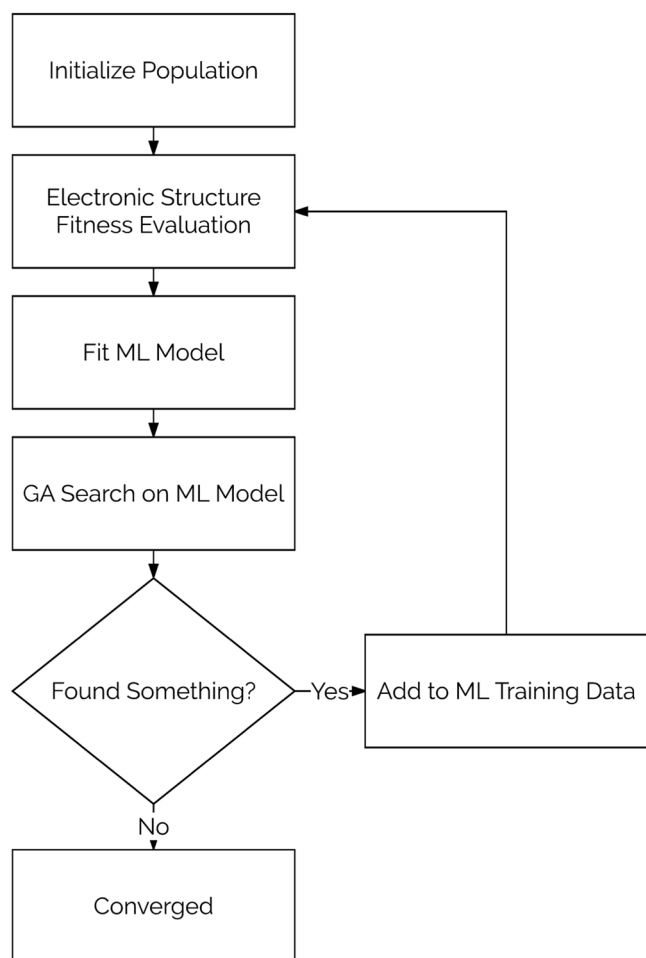 Initialize Population
Electronic Structure
Fitness Evaluation
Fit ML Model
GA Search on ML Model
Found Something?
Yes
Add to ML Training Data
No
Converged